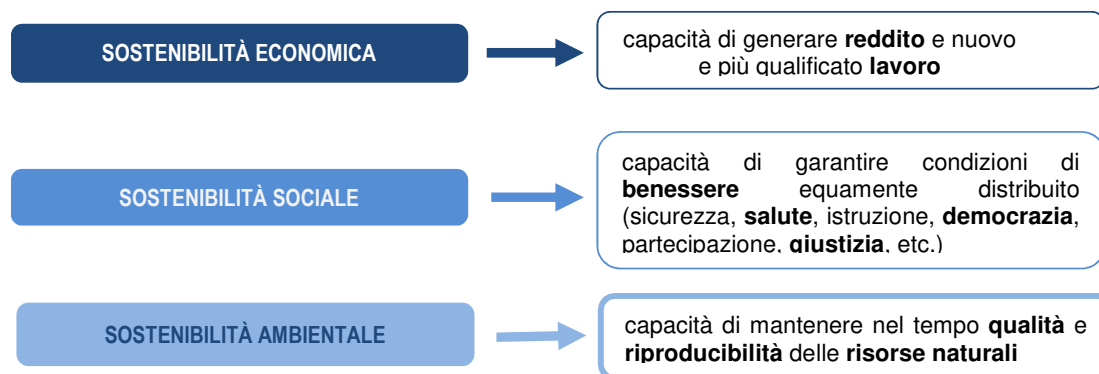 SOSTENIBILITÀ ECONOMICA
capacità di generare reddito e nuovo
e più qualificato lavoro
SOSTENIBILITÀ SOCIALE
capacità di garantire condizioni di
benessere equamente distribuito
(sicurezza, salute, istruzione, democrazia,
partecipazione, giustizia, etc.)
SOSTENIBILITÀ AMBIENTALE
capacità di mantenere nel tempo qualità e
riproducibilità delle risorse naturali